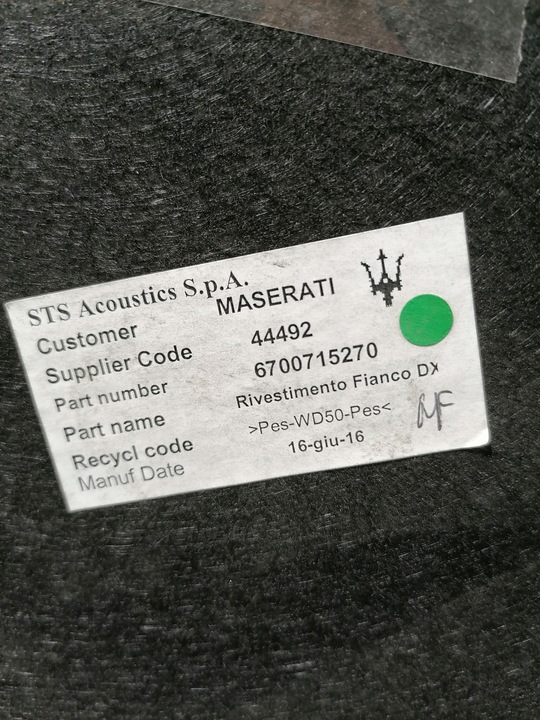 STS Acoustics S.p.A.
Customer MASERATI
Supplier Code 44492
Part number 6700715270
Part name Rivestimento Fianco DX
Recycl code >Pes-WD50-Pes<
Manuf Date 16-giu-16